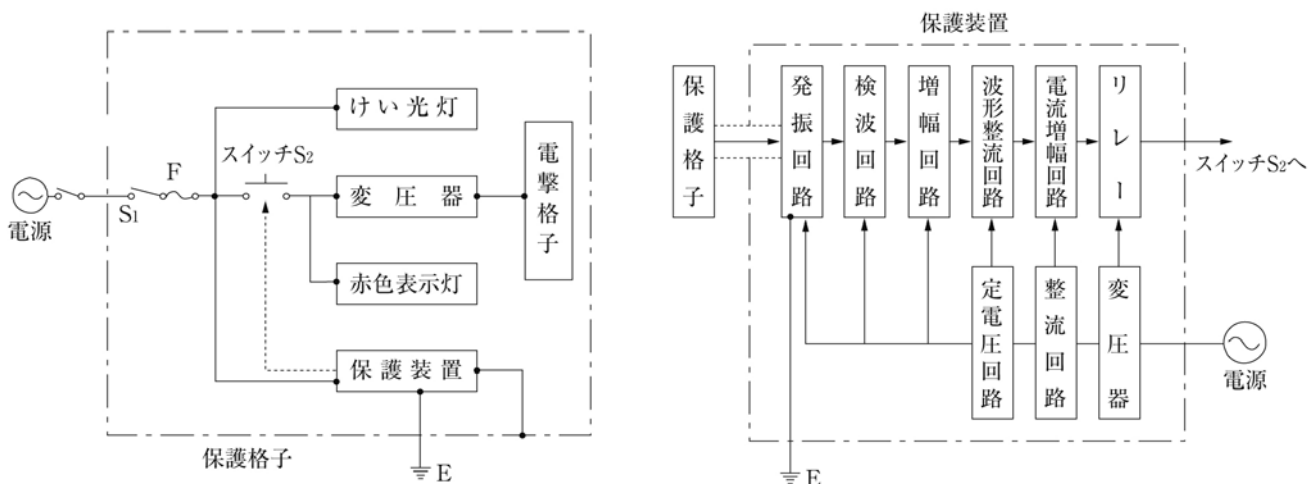 けい光灯
スイッチS2
F
S1
電源
変圧器
電撃格子
赤色表示灯
保護装置
E
保護格子
保護装置
保護格子
発振回路
検波回路
増幅回路
波形整流回路
電流増幅回路
リレー
スイッチS2へ
定電圧回路
整流回路
変圧器
電源
E